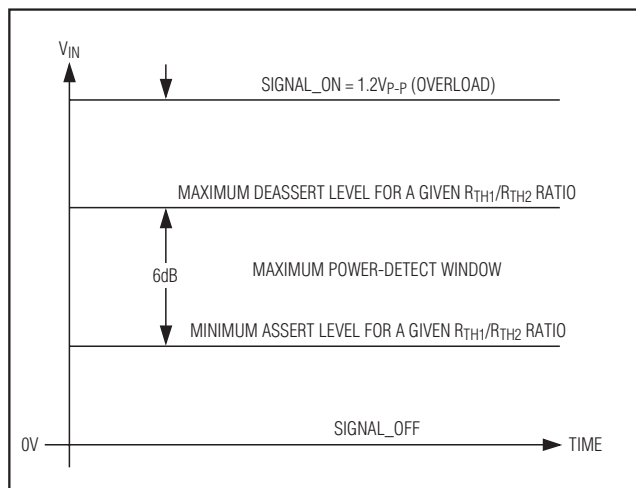 V_IN
SIGNAL_ON = 1.2V_P-P (OVERLOAD)
MAXIMUM DEASSERT LEVEL FOR A GIVEN R_TH1/R_TH2 RATIO
6dB
MAXIMUM POWER-DETECT WINDOW
MINIMUM ASSERT LEVEL FOR A GIVEN R_TH1/R_TH2 RATIO
SIGNAL_OFF
0V
TIME